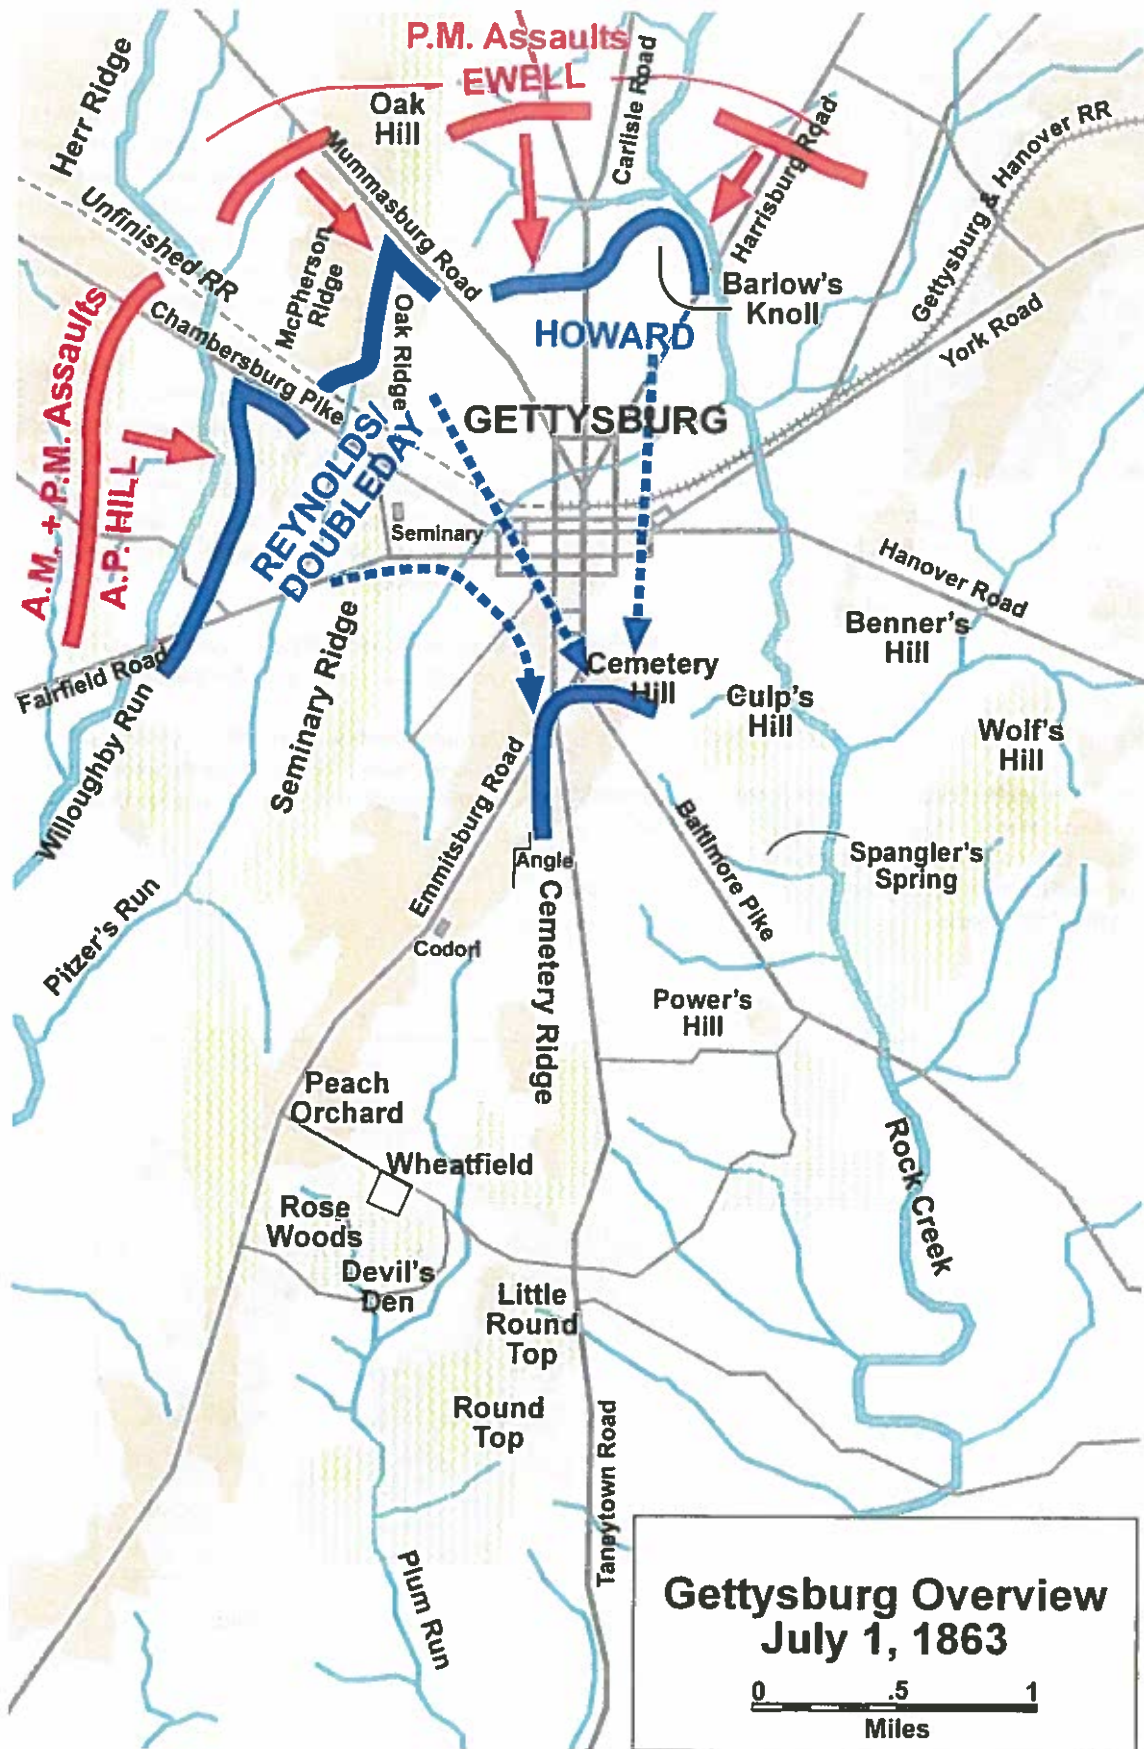 P.M. Assaults
EWELL
Oak
Hill
Herr Ridge
Carlisle Road
Mummasburg Road
Harrisburg Road
Gettysburg & Hanover RR
Unfinished RR
McPherson
Ridge
Oak Ridge
Barlow's
Knoll
Chambersburg Pike
HOWARD
York Road
A.M. + P.M. Assaults
A.P. HILL
GETTYSBURG
REYNOLDS/
DOUBLEDAY
Seminary
Hanover Road
Benner's
Hill
Fairfield Road
Seminary Ridge
Cemetery
Hill
Culp's
Hill
Wolf's
Hill
Willoughby Run
Emmitsburg Road
Baltimore Pike
Angle
Spangler's
Spring
Pitzer's Run
Codori
Cemetery Ridge
Power's
Hill
Peach
Orchard
Wheatfield
Rose
Woods
Rock Creek
Devil's
Den
Little
Round
Top
Round
Top
Taneytown Road
Plum Run
Gettysburg Overview
July 1, 1863
0 .5 1
Miles